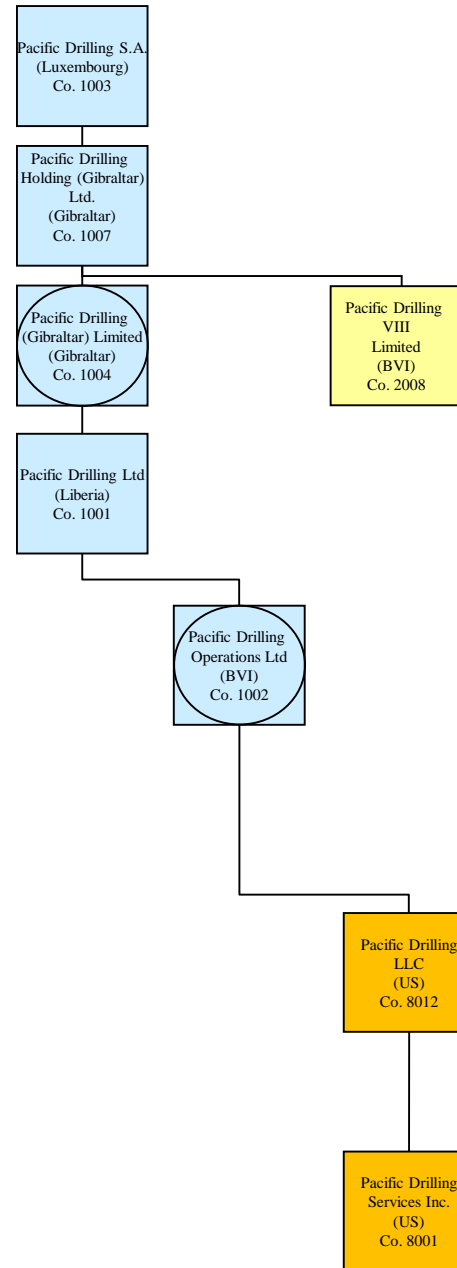 Pacific Drilling S.A.
(Luxembourg)
Co. 1003
Pacific Drilling
Holding (Gibraltar)
Ltd.
(Gibraltar)
Co. 1007
Pacific Drilling
(Gibraltar) Limited
(Gibraltar)
Co. 1004
Pacific Drilling
VIII
Limited
(BVI)
Co. 2008
Pacific Drilling Ltd
(Liberia)
Co. 1001
Pacific Drilling
Operations Ltd
(BVI)
Co. 1002
Pacific Drilling
LLC
(US)
Co. 8012
Pacific Drilling
Services Inc.
(US)
Co. 8001